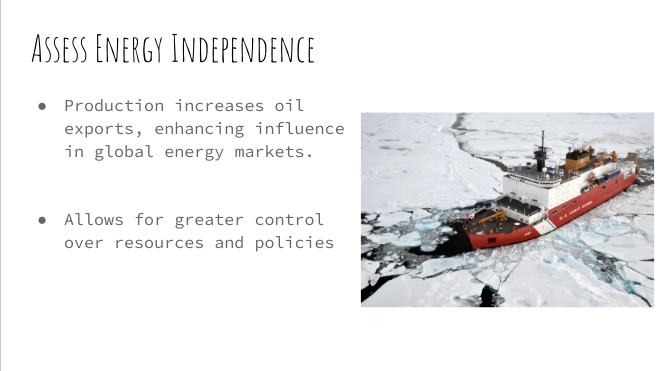 Assess Energy Independence
● Production increases oil
exports, enhancing influence
in global energy markets.
● Allows for greater control
over resources and policies
U.S. COAST GUARD